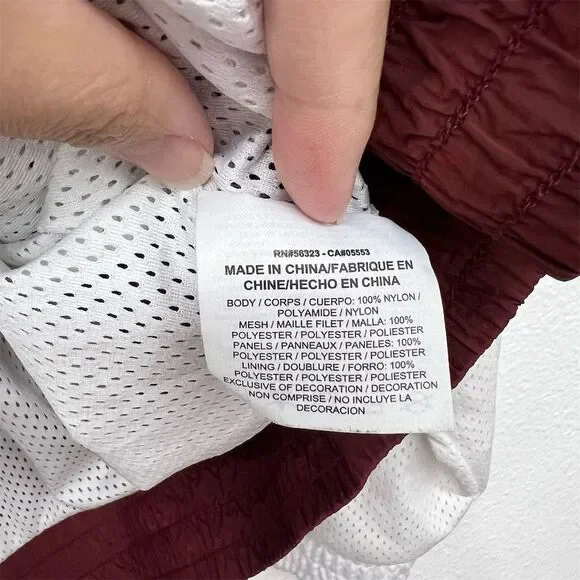 RN#56323 - CA#05553
MADE IN CHINA/FABRIQUE EN
CHINE/HECHO EN CHINA
BODY / CORPS / CUERPO: 100% NYLON /
POLYAMIDE / NYLON
MESH / MAILLE FILET / MALLA: 100%
POLYESTER / POLYESTER / POLIESTER
PANELS / PANNEAUX / PANELES: 100%
POLYESTER / POLYESTER / POLIESTER
LINING / DOUBLURE / FORRO: 100%
POLYESTER / POLYESTER / POLIESTER
EXCLUSIVE OF DECORATION / DECORATION
NON COMPRISE / NO INCLUYE LA
DECORACION